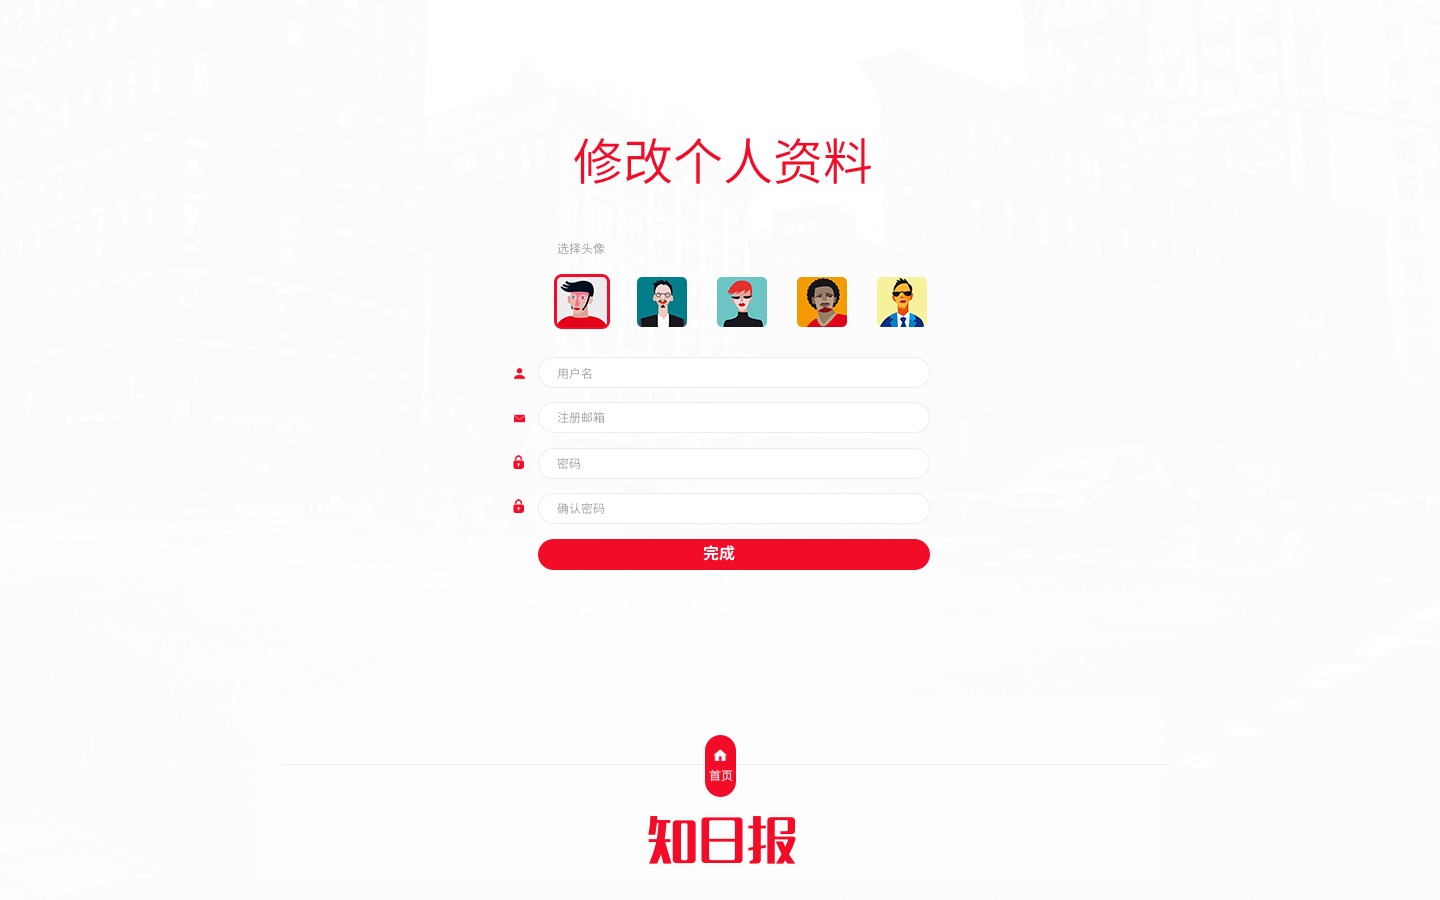 修改个人资料
选择头像
用户名
注册邮箱
密码
确认密码
完成
首页
知日报